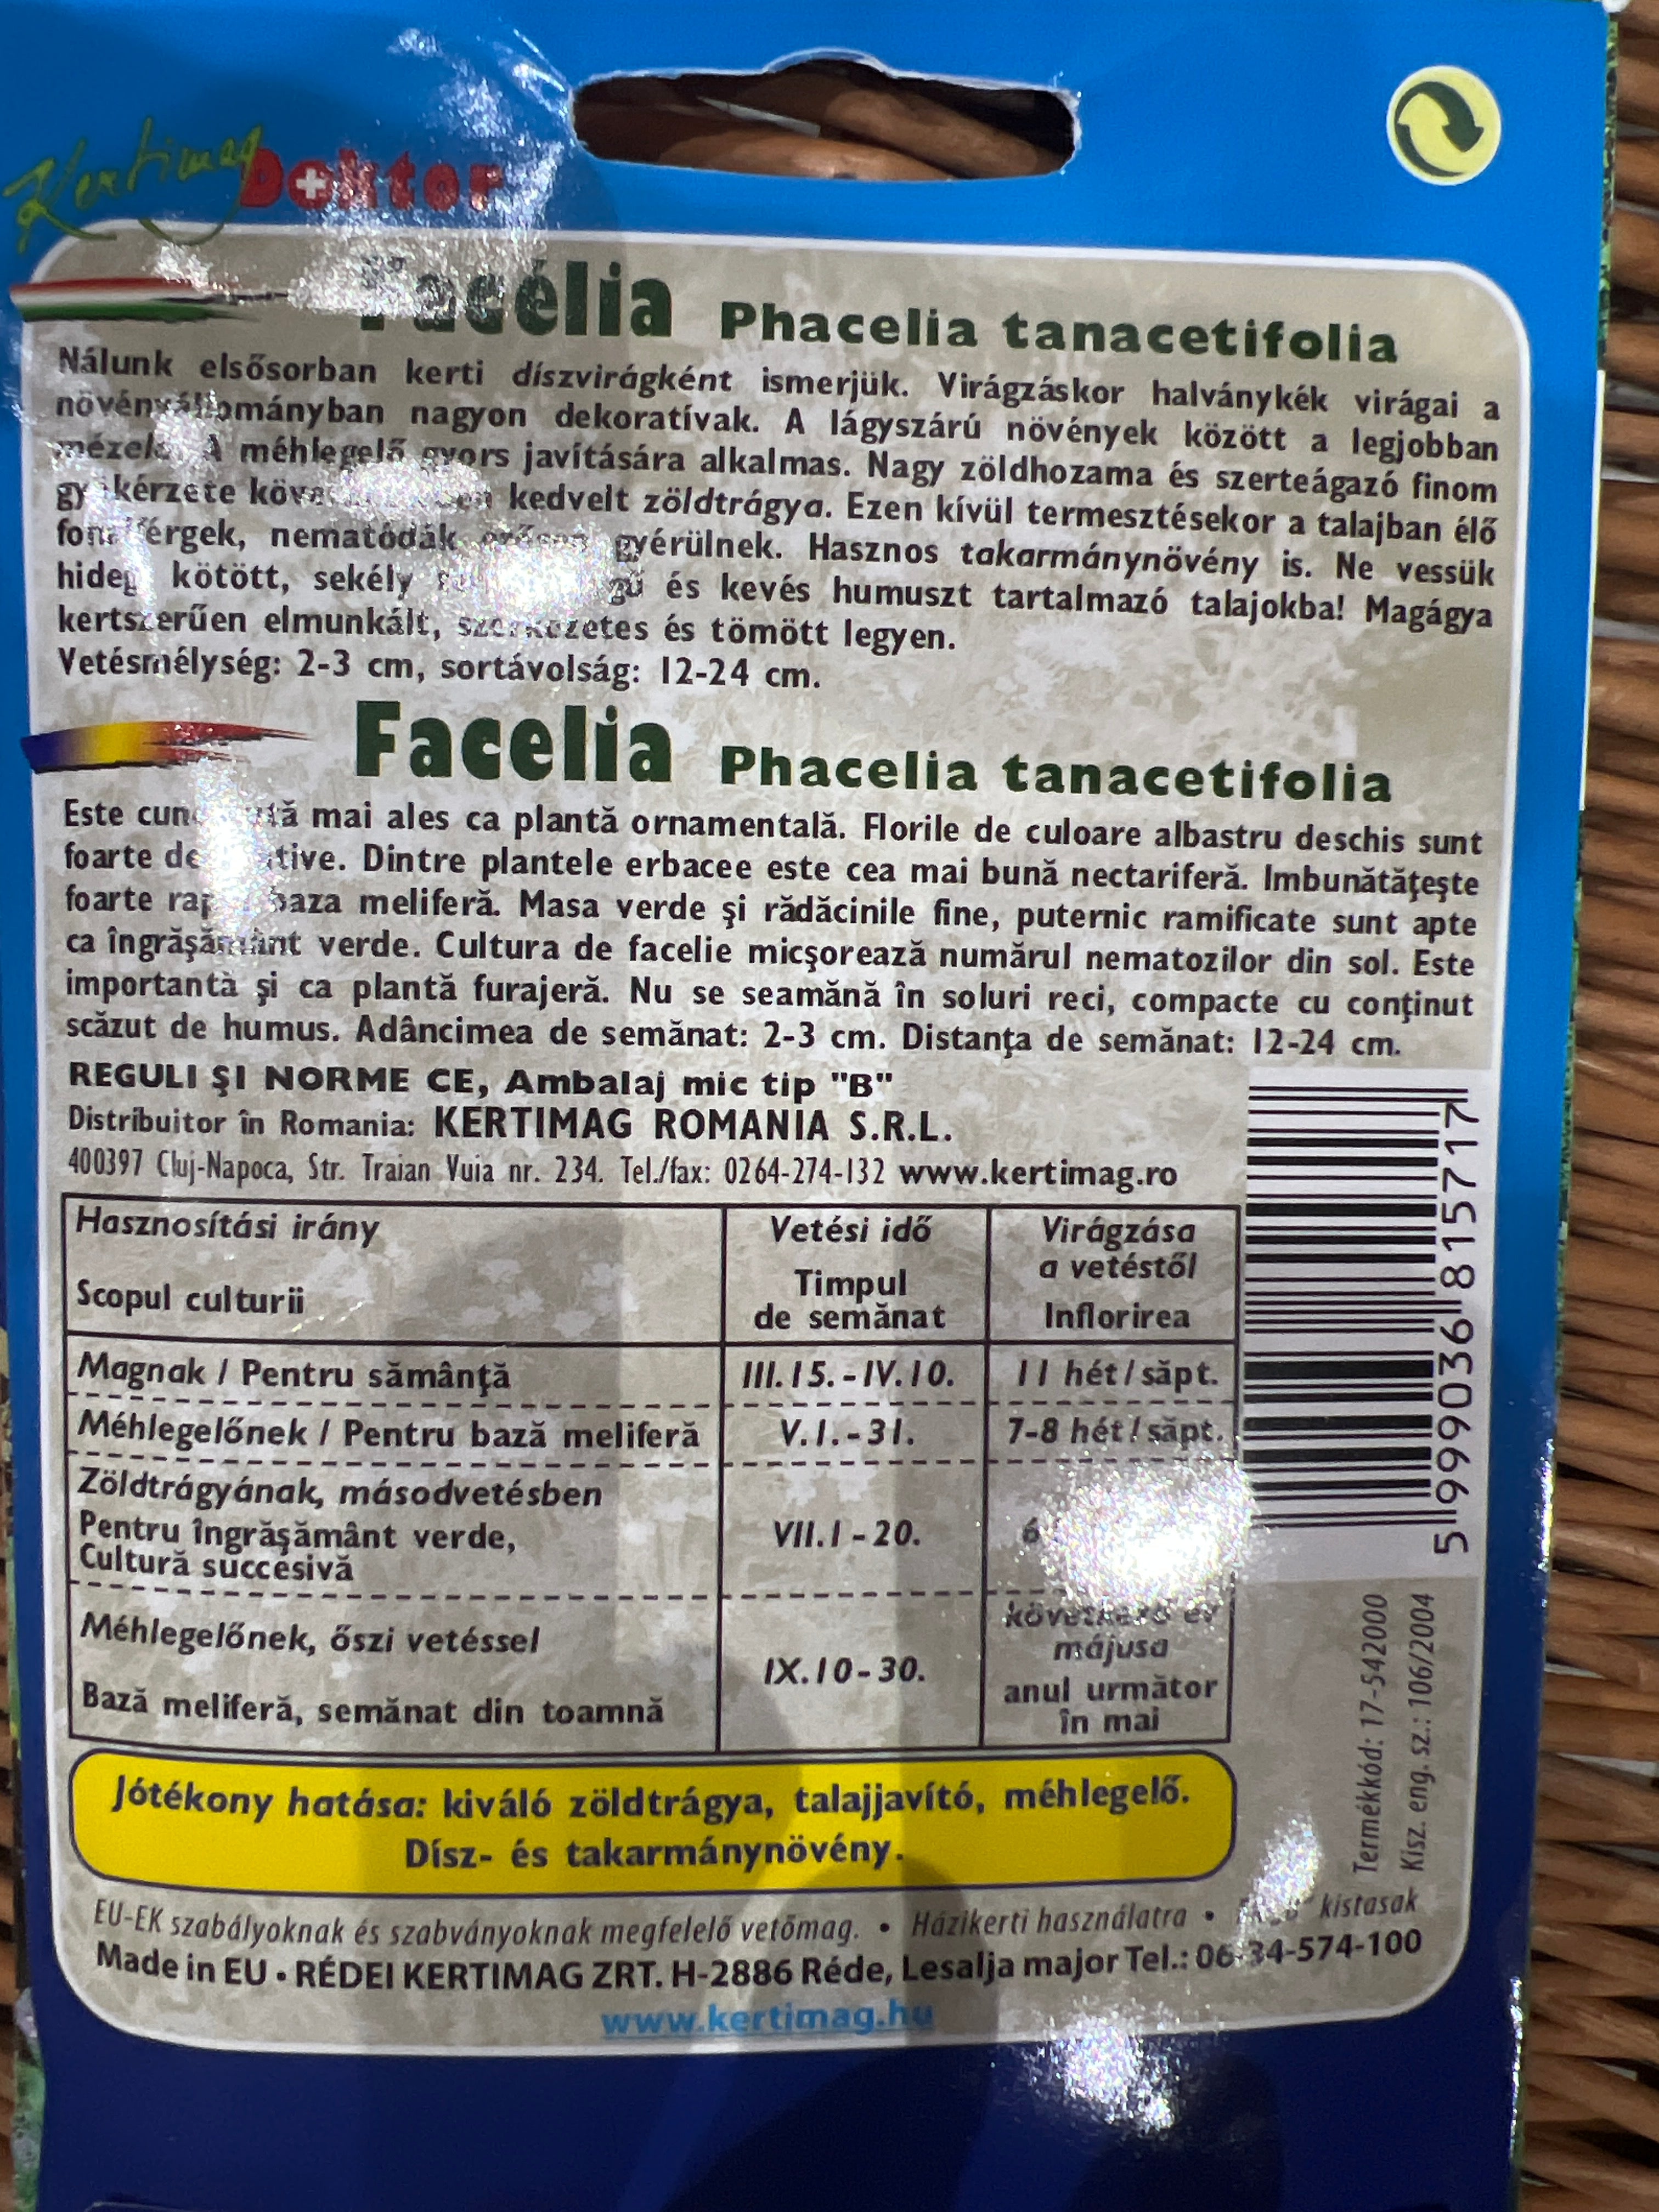 Kertimag Doktor
Facélia Phacelia tanacetifolia
Nálunk elsősorban kerti díszvirágként ismerjük. Virágzáskor halványkék virágai a
növényállományban nagyon dekoratívak. A lágyszárú növények között a legjobban
A méhlegelő gyors javítására alkalmas. Nagy zöldhozama és szerteágazó finom
gyökérzete kedvelt zöldtrágya. Ezen kívül termesztésekor a talajban élő
fonalférgek, nematódák erősen gyérülnek. Hasznos takarmánynövény is. Ne vessük
hideg, kötött, sekély és kevés humuszt tartalmazó talajokba! Magágya
kertszerűen elmunkált, szerkezetes és tömött legyen.
Vetésmélység: 2-3 cm, sortávolság: 12-24 cm.
Facelia Phacelia tanacetifolia
Este cunoscută mai ales ca plantă ornamentală. Florile de culoare albastru deschis sunt
foarte decorative. Dintre plantele erbacee este cea mai bună nectariferă. Imbunătăţeşte
foarte rapid baza meliferă. Masa verde şi rădăcinile fine, puternic ramificate sunt apte
ca îngrăşământ verde. Cultura de facelie micşorează numărul nematozilor din sol. Este
importantă şi ca plantă furajeră. Nu se seamănă în soluri reci, compacte cu conţinut
scăzut de humus. Adâncimea de semănat: 2-3 cm. Distanţa de semănat: 12-24 cm.
REGULI ŞI NORME CE, Ambalaj mic tip "B"
Distribuitor în Romania: KERTIMAG ROMANIA S.R.L.
400397 Cluj-Napoca, Str. Traian Vuia nr. 234. Tel./fax: 0264-274-132 www.kertimag.ro
Hasznosítási irány Vetési idő Virágzása
a vetéstől
Scopul culturii Timpul
de semănat Inflorirea
Magnak / Pentru sămânţă III.15.-IV.10. 11 hét/săpt.
Méhlegelőnek / Pentru bază meliferă V.1.-31. 7-8 hét/săpt.
Zöldtrágyának, másodvetésben
Pentru îngrăşământ verde, VII.1-20. 6
Cultură succesivă
Méhlegelőnek, őszi vetéssel következő év
májusa
IX.10-30.
Bază meliferă, semănat din toamnă anul următor
în mai
Jótékony hatása: kiváló zöldtrágya, talajjavító, méhlegelő.
Dísz- és takarmánynövény.
EU-EK szabályoknak és szabványoknak megfelelő vetőmag. • Házikerti használatra • kistasak
Made in EU • RÉDEI KERTIMAG ZRT. H-2886 Réde, Lesalja major Tel.: 06-34-574-100
www.kertimag.hu
5 999036 815717
Termékkód: 17-542000
Kisz. eng. sz.: 106/2004